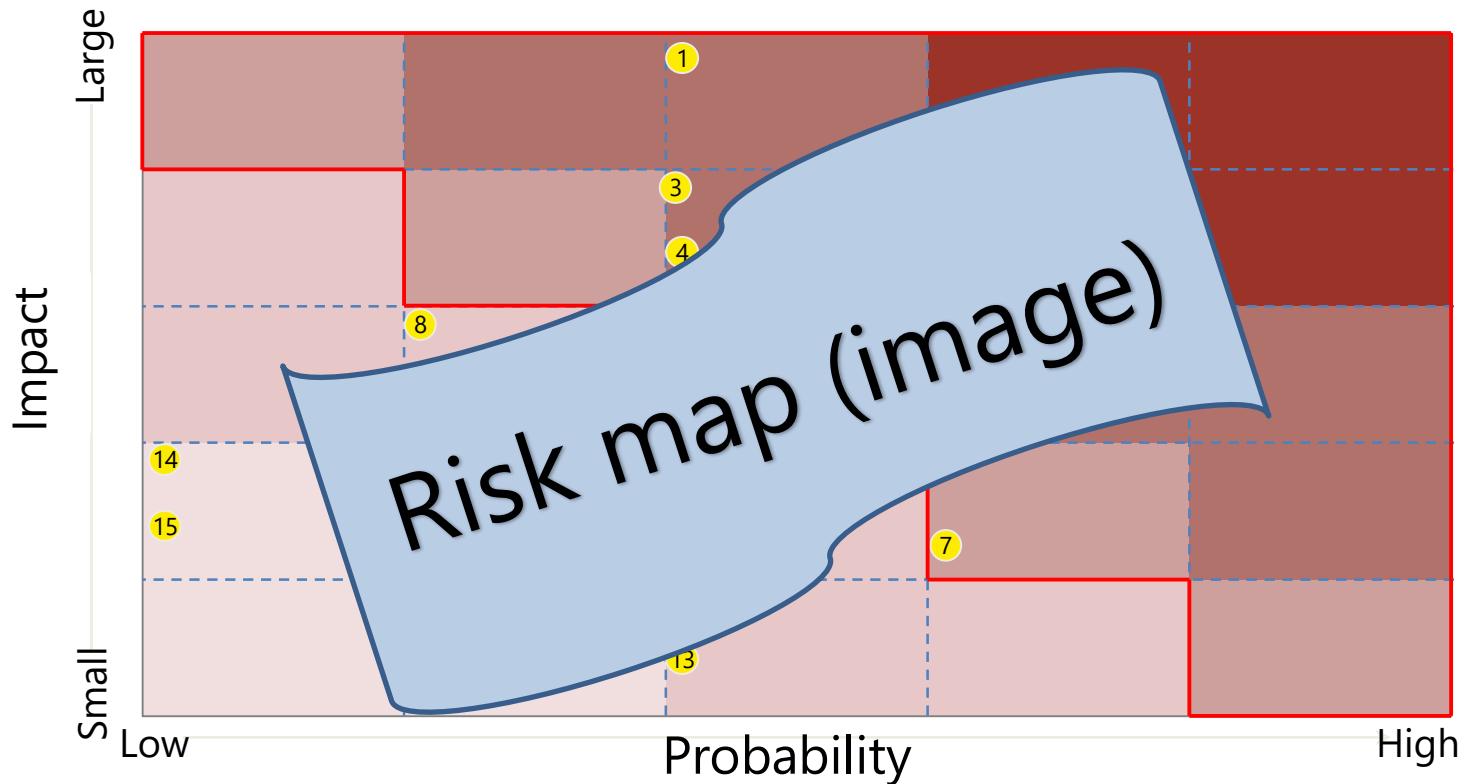 Large
1
3
4
Impact
8
Risk map (image)
14
15
7
13
Small
Low
Probability
High